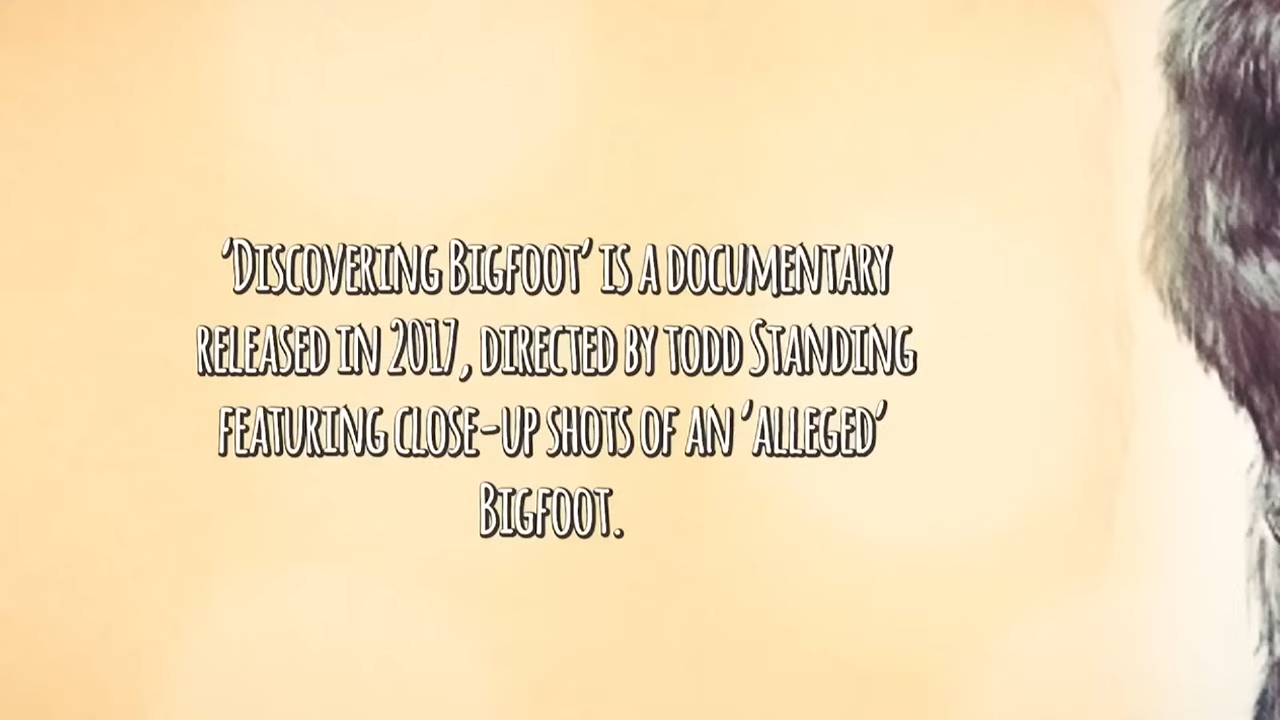 ‘Discovering Bigfoot’ is a documentary
released in 2017, directed by todd Standing
featuring close-up shots of an ‘alleged’
Bigfoot.